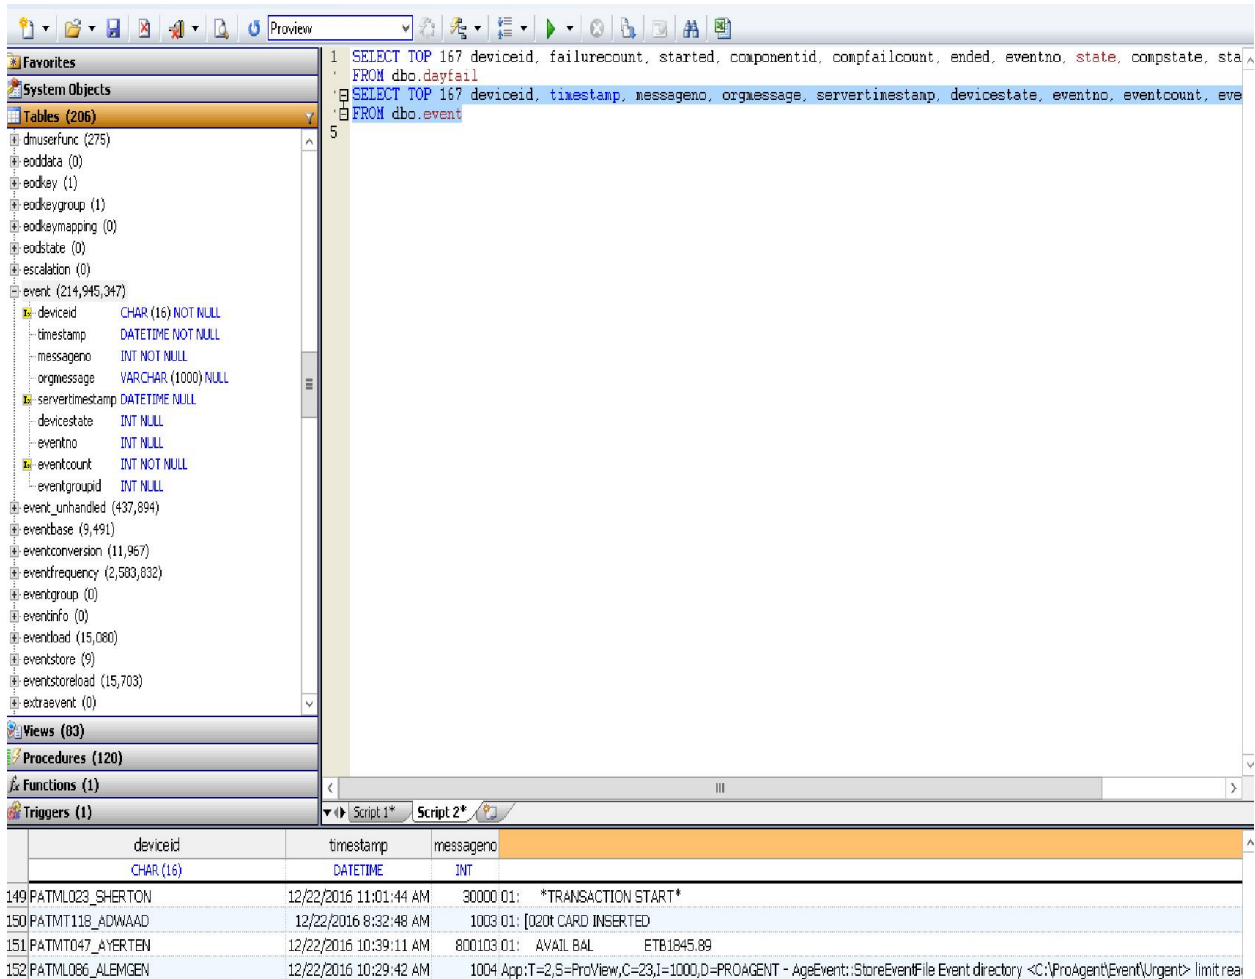 Proview
Favorites
System Objects
Tables (206)
dmuserfunc (275)
eoddata (0)
eodkey (1)
eodkeygroup (1)
eodkeymapping (0)
eodstate (0)
escalation (0)
event (214,945,347)
deviceid CHAR (16) NOT NULL
timestamp DATETIME NOT NULL
messageno INT NOT NULL
orgmessage VARCHAR (1000) NULL
servertimestamp DATETIME NULL
devicestate INT NULL
eventno INT NULL
eventcount INT NOT NULL
eventgroupid INT NULL
event_unhandled (437,894)
eventbase (9,491)
eventconversion (11,967)
eventfrequency (2,583,832)
eventgroup (0)
eventinfo (0)
eventload (15,080)
eventstore (9)
eventstoreload (15,703)
extraevent (0)
Views (83)
Procedures (120)
Functions (1)
Triggers (1)
1 SELECT TOP 167 deviceid, failurecount, started, componentid, compfailcount, ended, eventno, state, compstate, sta
FROM dbo.dayfail
SELECT TOP 167 deviceid, timestamp, messageno, orgmessage, servertimestamp, devicestate, eventno, eventcount, eve
FROM dbo.event
5
Script 1* Script 2*
deviceid timestamp messageno
CHAR (16) DATETIME INT
149 PATML023_SHERTON 12/22/2016 11:01:44 AM 30000 01: *TRANSACTION START*
150 PATMT118_ADWAAD 12/22/2016 8:32:48 AM 1003 01: [020t CARD INSERTED
151 PATMT047_AYERTEN 12/22/2016 10:39:11 AM 800103 01: AVAIL BAL ETB1845.89
152 PATML086_ALEMGEN 12/22/2016 10:29:42 AM 1004 App:T=2,S=ProView,C=23,I=1000,D=PROAGENT - AgeEvent::StoreEventFile Event directory <C:\ProAgent\Event\Urgent> limit rea